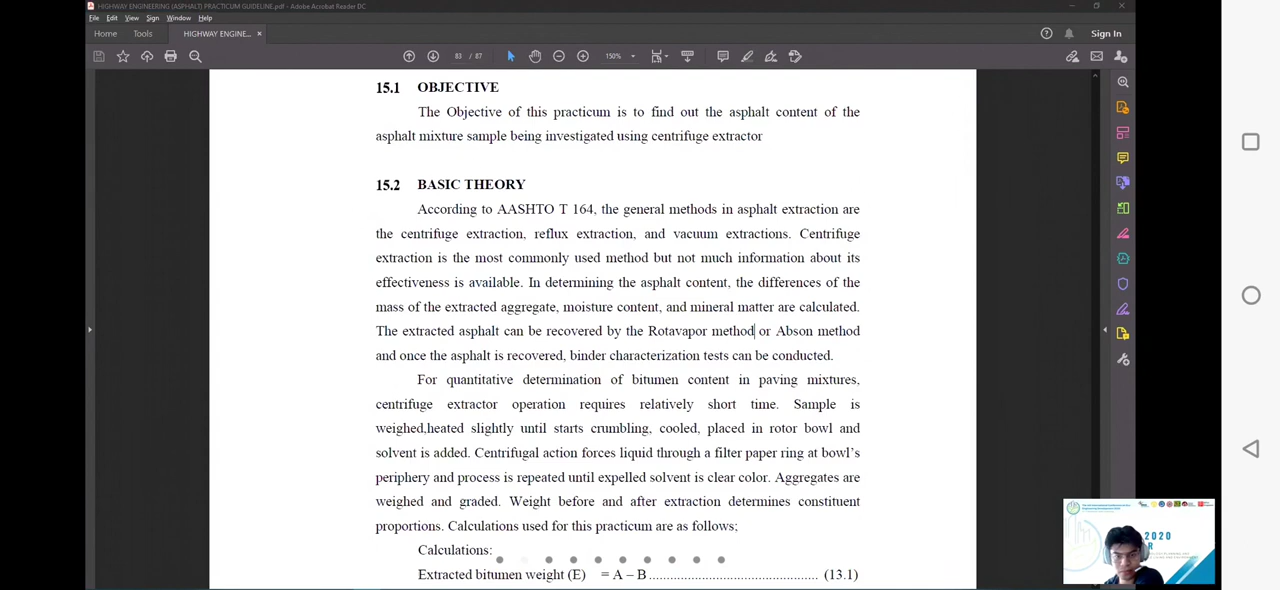 HIGHWAY ENGINEERING (ASPHALT) PRACTICUM GUIDELINE.pdf - Adobe Acrobat Reader DC
File Edit View Sign Window Help
Home Tools HIGHWAY ENGINE... × Sign In
83 / 87 150%
15.1 OBJECTIVE
The Objective of this practicum is to find out the asphalt content of the
asphalt mixture sample being investigated using centrifuge extractor
15.2 BASIC THEORY
According to AASHTO T 164, the general methods in asphalt extraction are
the centrifuge extraction, reflux extraction, and vacuum extractions. Centrifuge
extraction is the most commonly used method but not much information about its
effectiveness is available. In determining the asphalt content, the differences of the
mass of the extracted aggregate, moisture content, and mineral matter are calculated.
The extracted asphalt can be recovered by the Rotavapor method or Abson method
and once the asphalt is recovered, binder characterization tests can be conducted.
For quantitative determination of bitumen content in paving mixtures,
centrifuge extractor operation requires relatively short time. Sample is
weighed,heated slightly until starts crumbling, cooled, placed in rotor bowl and
solvent is added. Centrifugal action forces liquid through a filter paper ring at bowl's
periphery and process is repeated until expelled solvent is clear color. Aggregates are
weighed and graded. Weight before and after extraction determines constituent
proportions. Calculations used for this practicum are as follows;
Calculations:
Extracted bitumen weight (E) = A – B ................................................ (13.1)
2020
R